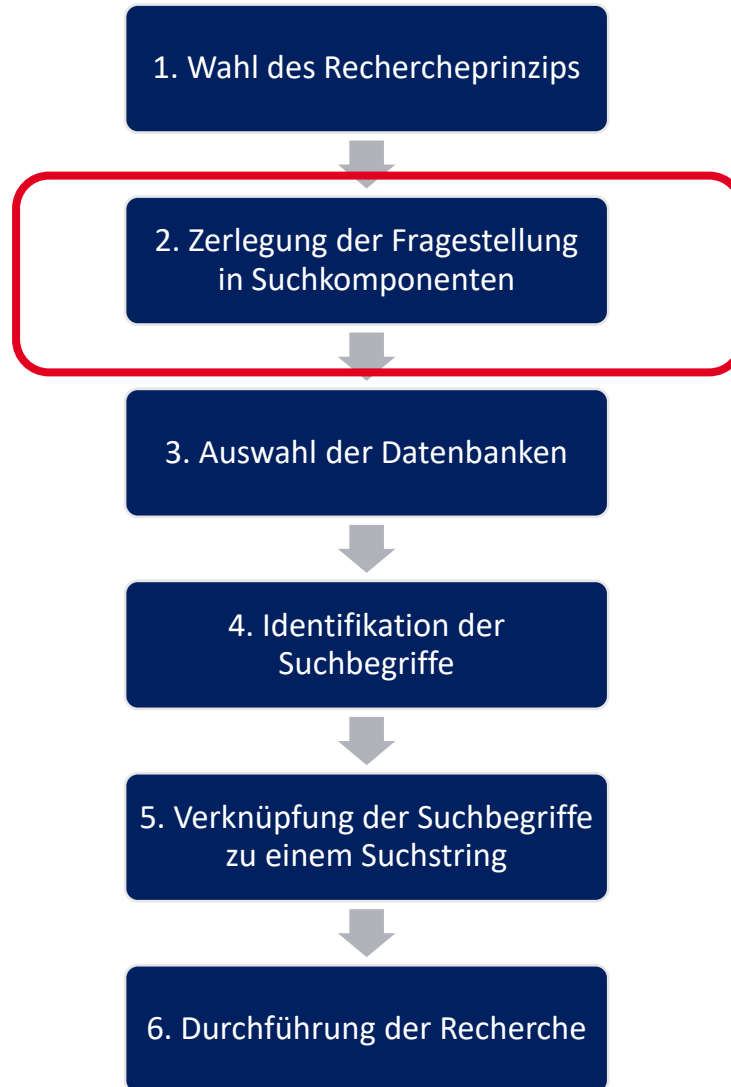 1. Wahl des Rechercheprinzips
2. Zerlegung der Fragestellung
in Suchkomponenten
3. Auswahl der Datenbanken
4. Identifikation der
Suchbegriffe
5. Verknüpfung der Suchbegriffe
zu einem Suchstring
6. Durchführung der Recherche